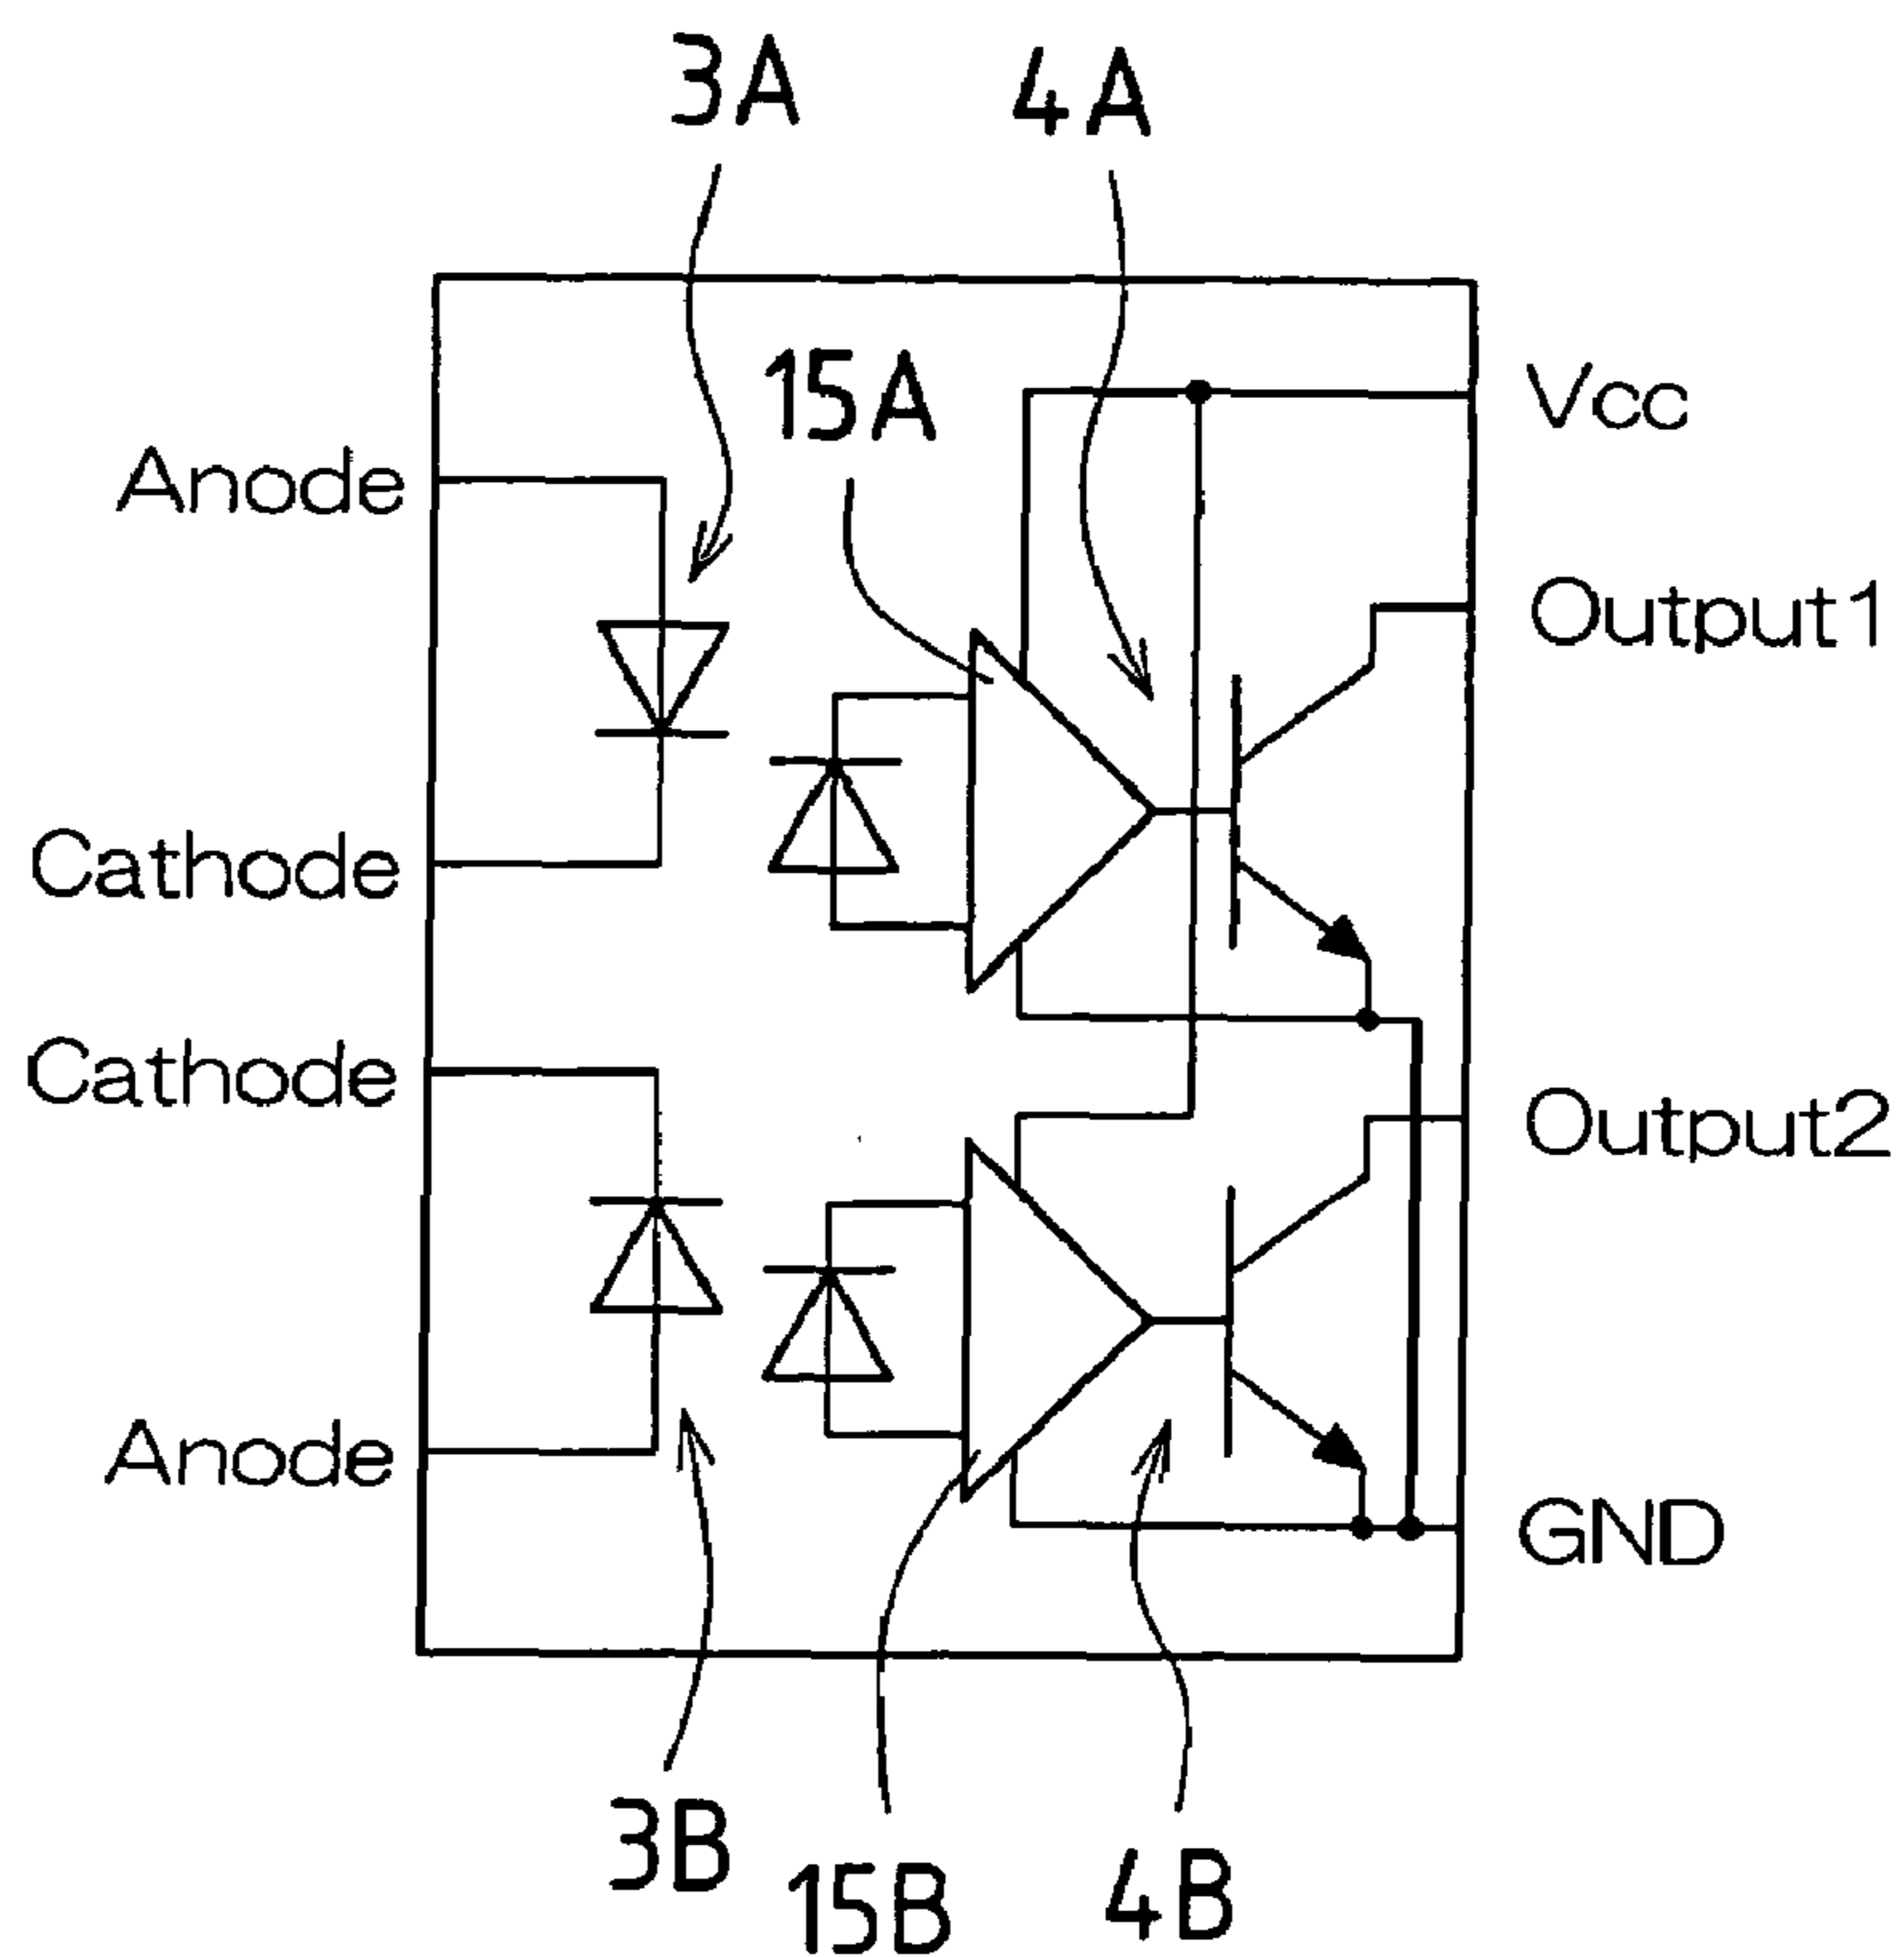 3A 4A
15A
Vcc
Anode
Output1
Cathode
Cathode
Output2
Anode
GND
3B
15B
4B